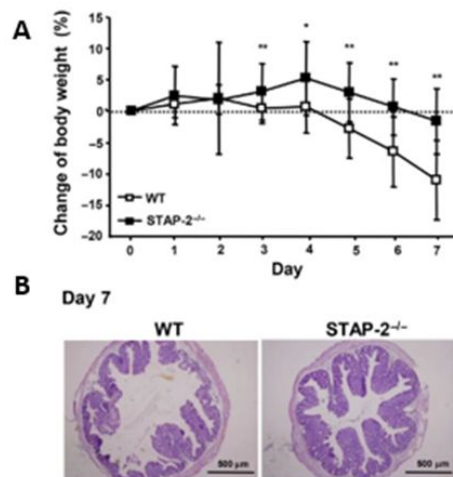 A
Change of body weight (%)
15
10
5
0
−5
−10
−15
−20
** * ** ** **
WT
STAP-2−/−
0 1 2 3 4 5 6 7
Day
B
Day 7
WT STAP-2−/−
500 μm 500 μm